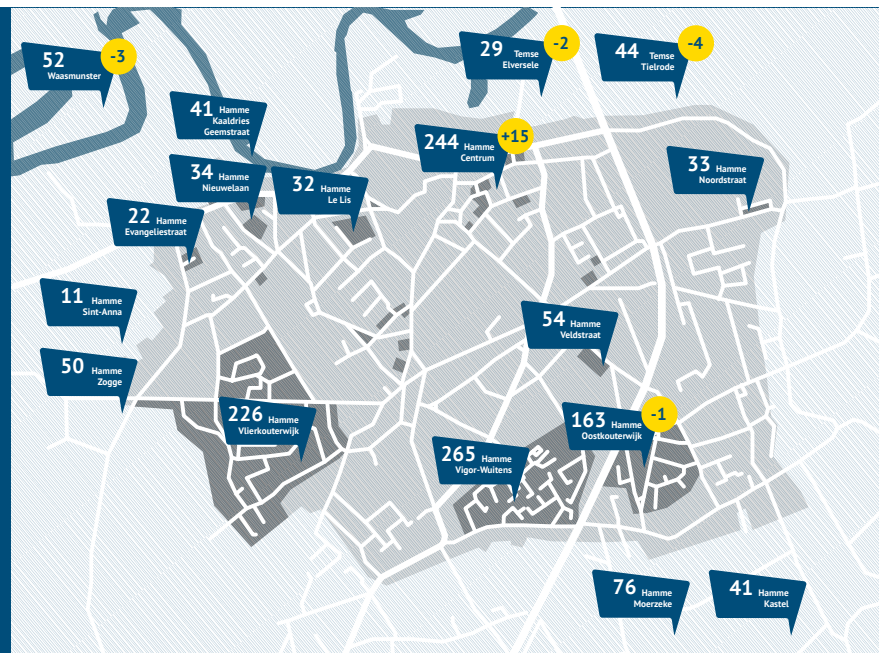 52
Waasmunster
-3
29 Temse
Elversele
-2
44 Temse
Tielrode
-4
41 Hamme
Kaaldries
Geemstraat
244 Hamme
Centrum
+15
34 Hamme
Nieuwelaan
32 Hamme
Le Lis
33 Hamme
Noordstraat
22 Hamme
Evangeliestraat
11 Hamme
Sint-Anna
54 Hamme
Veldstraat
50 Hamme
Zogge
226 Hamme
Vlierkouterwijk
163 Hamme
Oostkouterwijk
-1
265 Hamme
Vigor-Wuitens
76 Hamme
Moerzeke
41 Hamme
Kastel